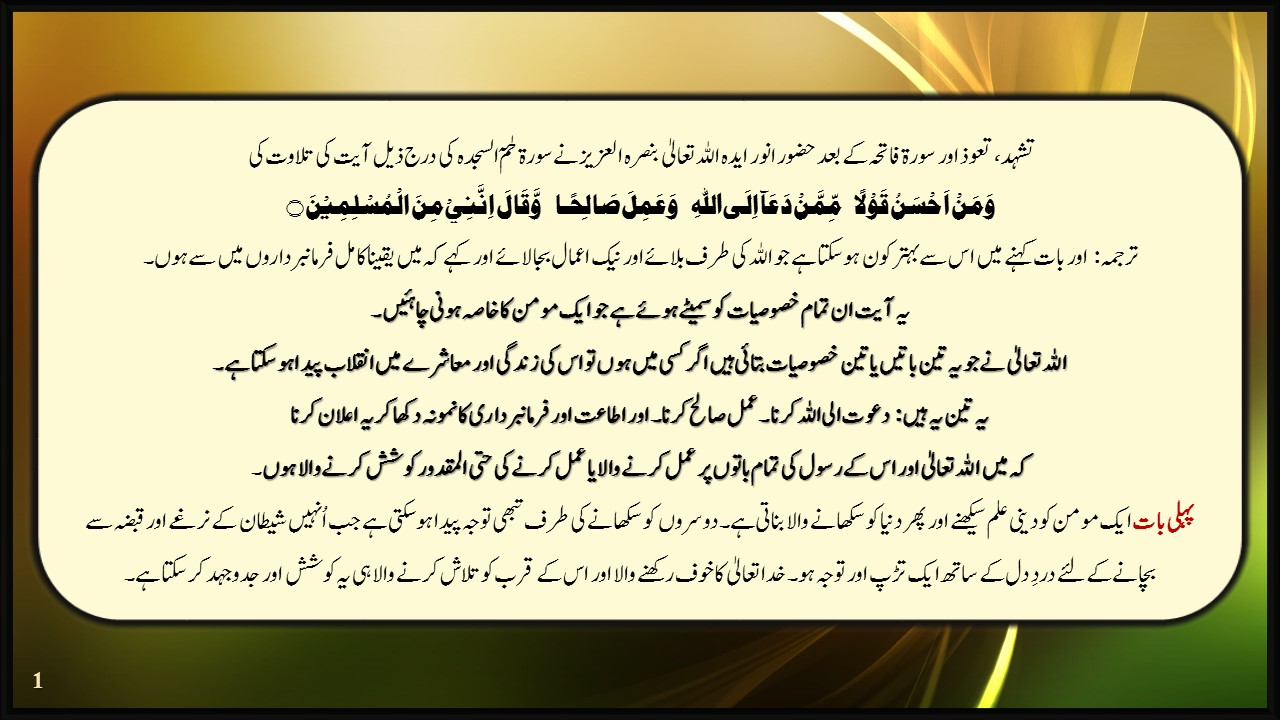 تشہد، تعوذ اور سورۃ فاتحہ کے بعد حضور انور ایدہ اللہ تعالیٰ بنصرہ العزیز نے سورۃ حٰمٓ السجدہ کی درج ذیل آیت کی تلاوت کی
وَمَنْ اَحْسَنُ قَوْلًا مِّمَّنْ دَعَآ اِلَى اللّٰهِ وَعَمِلَ صَالِحًا وَّقَالَ اِنَّنِيْ مِنَ الْمُسْلِمِيْنَ۝
ترجمہ: اور بات کہنے میں اس سے بہتر کون ہوسکتا ہے جو اللہ کی طرف بلائے اور نیک اعمال بجالائے اور کہے کہ میں یقینا کامل فرمانبرداروں میں سے ہوں۔
یہ آیت ان تمام خصوصیات کو سمیٹے ہوئے ہے جو ایک مومن کا خاصہ ہونی چاہئیں۔
اللہ تعالیٰ نے جو یہ تین باتیں یا تین خصوصیات بتائی ہیں اگر کسی میں ہوں تو اس کی زندگی اور معاشرے میں انقلاب پیدا ہوسکتا ہے۔
یہ تین یہ ہیں: دعوت الی اللہ کرنا۔ عمل صالح کرنا۔ اور اطاعت اور فرمانبرداری کا نمونہ دکھا کر یہ اعلان کرنا
کہ میں اللہ تعالیٰ اور اس کے رسول کی تمام باتوں پر عمل کرنے والا یا عمل کرنے کی حتی المقدور کوشش کرنے والا ہوں۔
پہلی بات ایک مومن کو دینی علم سیکھنے اور پھر دنیا کو سکھانے والا بناتی ہے۔ دوسروں کو سکھانے کی طرف تبھی توجہ پیدا ہوسکتی ہے جب اُنہیں شیطان کے نرغے اور قبضہ سے
بچانے کے لئے دردِ دل کے ساتھ ایک تڑپ اور توجہ ہو۔ خدا تعالیٰ کا خوف رکھنے والا اور اس کے قرب کو تلاش کرنے والا ہی یہ کوشش اور جدوجہد کرسکتا ہے۔
1